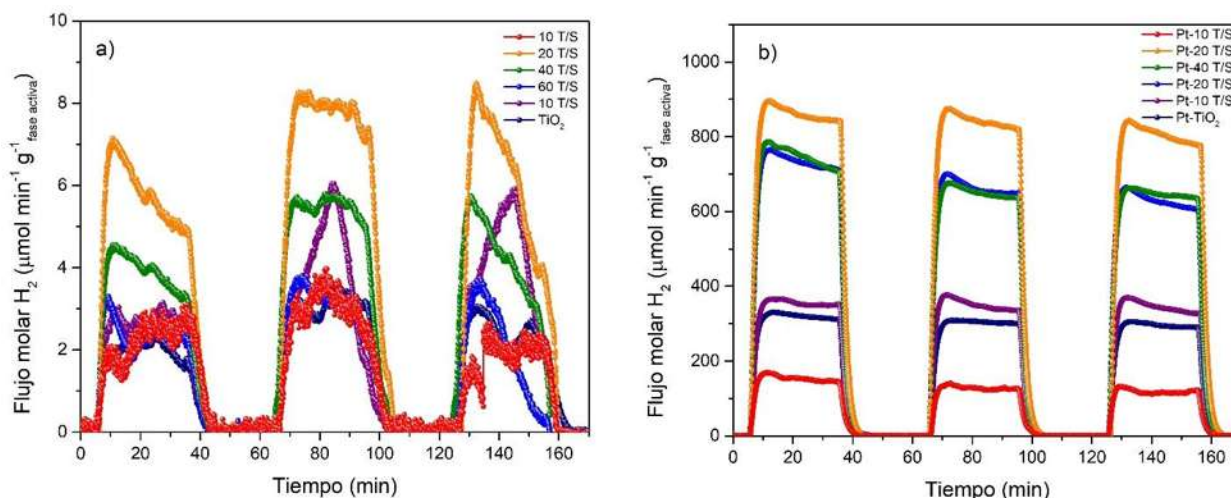 a)
10 T/S
20 T/S
40 T/S
60 T/S
10 T/S
TiO₂
Flujo molar H₂ (μmol min⁻¹ g⁻¹ fase activa)
10
8
6
4
2
0
0 20 40 60 80 100 120 140 160
Tiempo (min)
b)
Pt-10 T/S
Pt-20 T/S
Pt-40 T/S
Pt-20 T/S
Pt-10 T/S
Pt-TiO₂
Flujo molar H₂ (μmol min⁻¹ g⁻¹ fase activa)
1000
800
600
400
200
0
0 20 40 60 80 100 120 140 160
Tiempo (min)